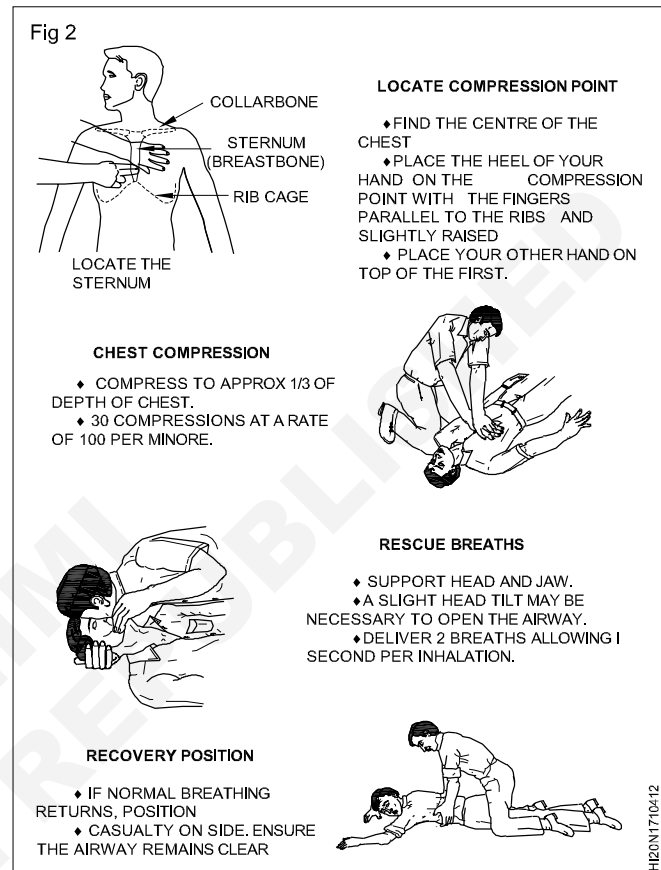 Fig 2
COLLARBONE
STERNUM
(BREASTBONE)
RIB CAGE
LOCATE THE
STERNUM
LOCATE COMPRESSION POINT
♦FIND THE CENTRE OF THE
CHEST
♦PLACE THE HEEL OF YOUR
HAND ON THE COMPRESSION
POINT WITH THE FINGERS
PARALLEL TO THE RIBS AND
SLIGHTLY RAISED
♦ PLACE YOUR OTHER HAND ON
TOP OF THE FIRST.
CHEST COMPRESSION
♦ COMPRESS TO APPROX 1/3 OF
DEPTH OF CHEST.
♦ 30 COMPRESSIONS AT A RATE
OF 100 PER MINORE.
RESCUE BREATHS
♦ SUPPORT HEAD AND JAW.
♦A SLIGHT HEAD TILT MAY BE
NECESSARY TO OPEN THE AIRWAY.
♦DELIVER 2 BREATHS ALLOWING I
SECOND PER INHALATION.
RECOVERY POSITION
♦ IF NORMAL BREATHING
RETURNS, POSITION
♦ CASUALTY ON SIDE. ENSURE
THE AIRWAY REMAINS CLEAR
HI20N1710412